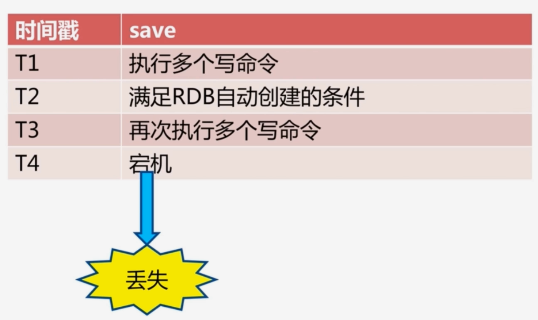 时间戳 save
T1 执行多个写命令
T2 满足RDB自动创建的条件
T3 再次执行多个写命令
T4 宕机
丢失